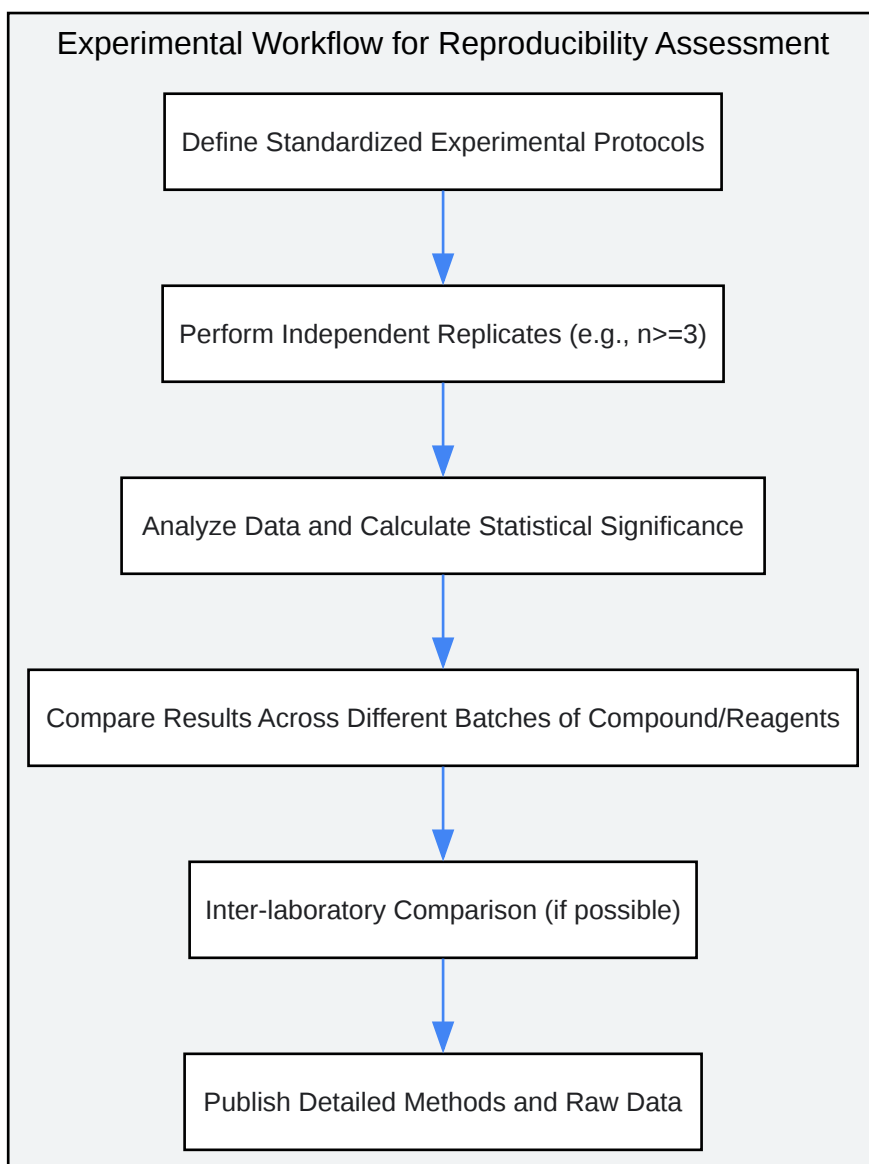 Experimental Workflow for Reproducibility Assessment
Define Standardized Experimental Protocols
Perform Independent Replicates (e.g., n>=3)
Analyze Data and Calculate Statistical Significance
Compare Results Across Different Batches of Compound/Reagents
Inter-laboratory Comparison (if possible)
Publish Detailed Methods and Raw Data